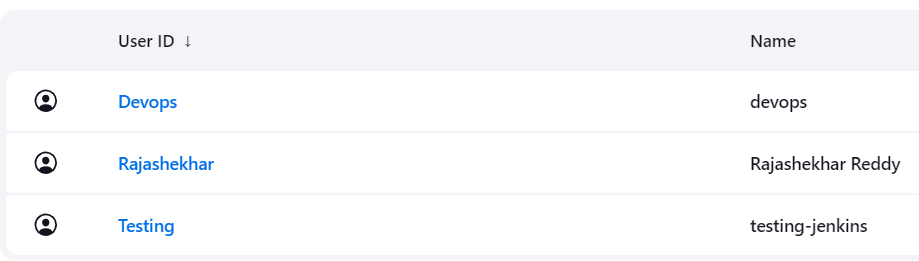 User ID ↓ Name
Devops devops
Rajashekhar Rajashekhar Reddy
Testing testing-jenkins